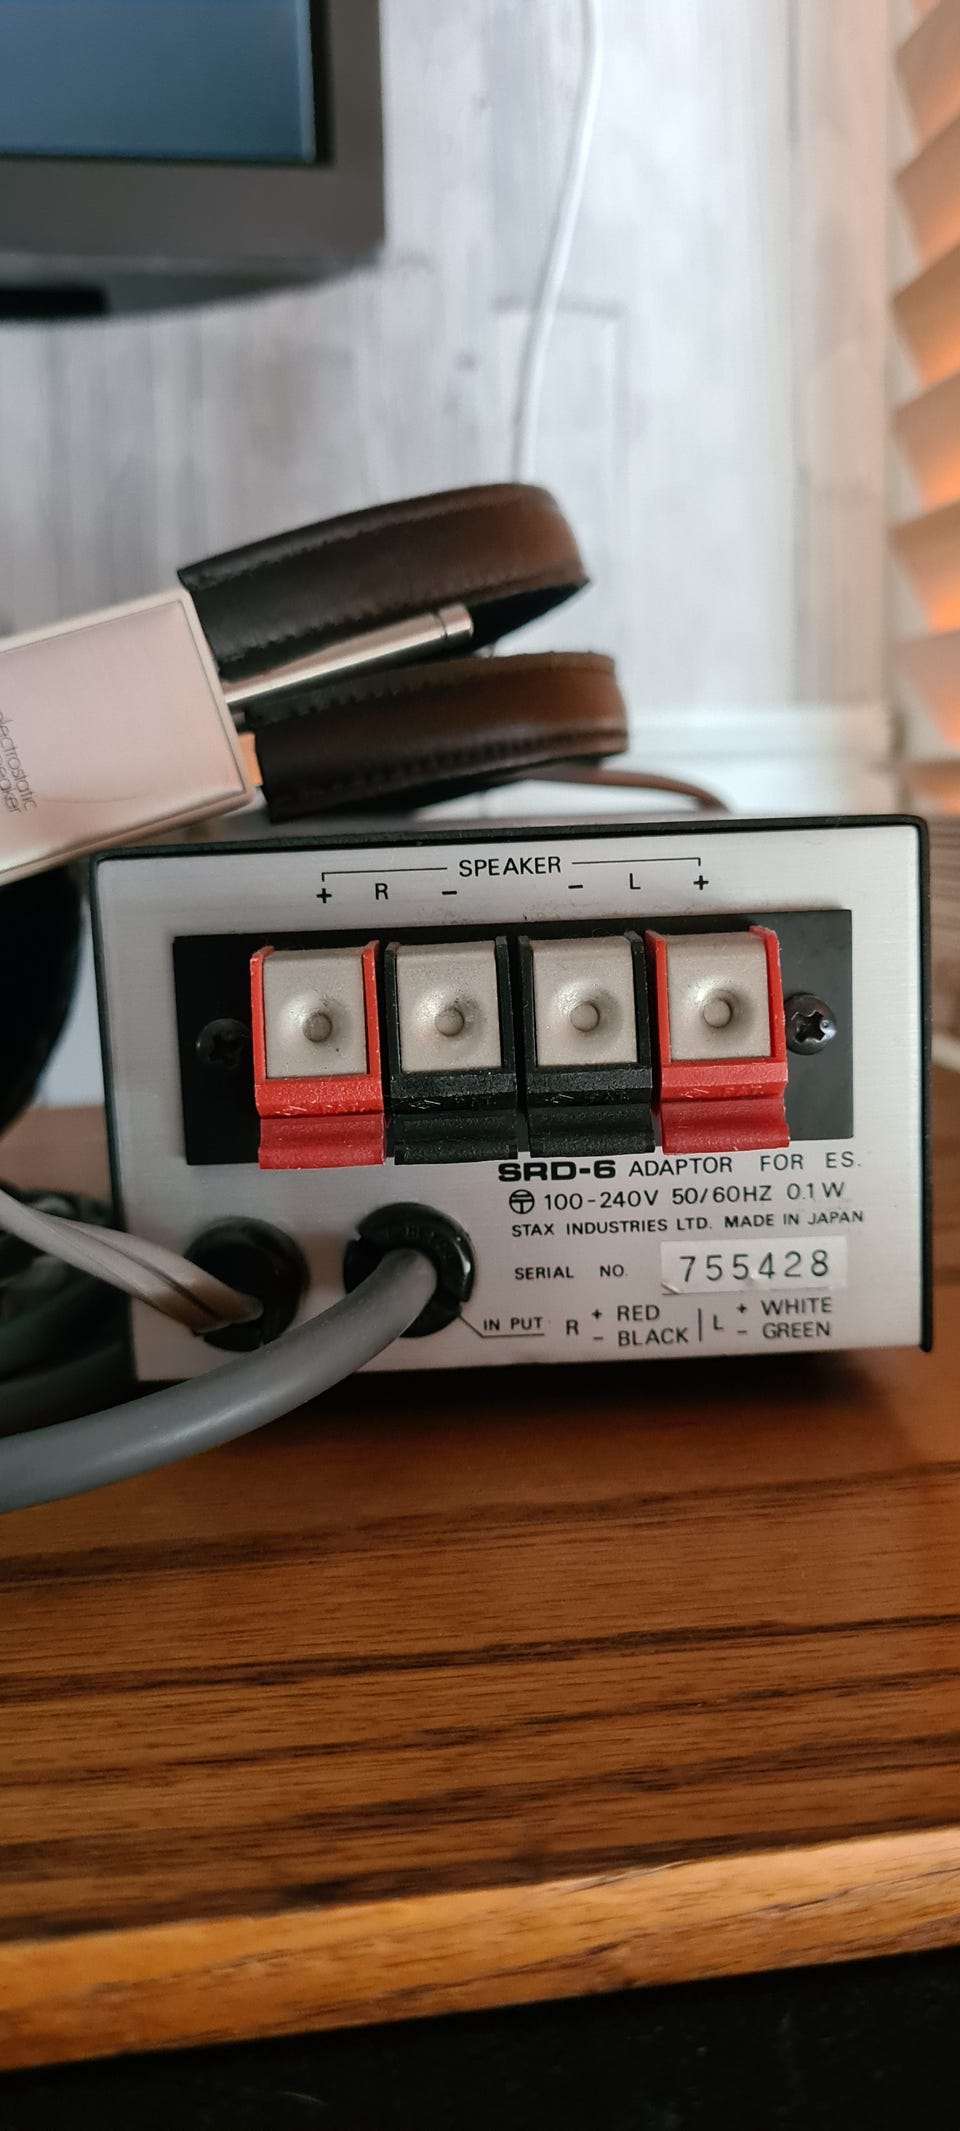 electrostatic
SPEAKER
+ R - - L +
SRD-6 ADAPTOR FOR ES.
100-240V 50/60HZ 0.1W
STAX INDUSTRIES LTD. MADE IN JAPAN
SERIAL NO. 755428
IN PUT R + RED L + WHITE
- BLACK - GREEN